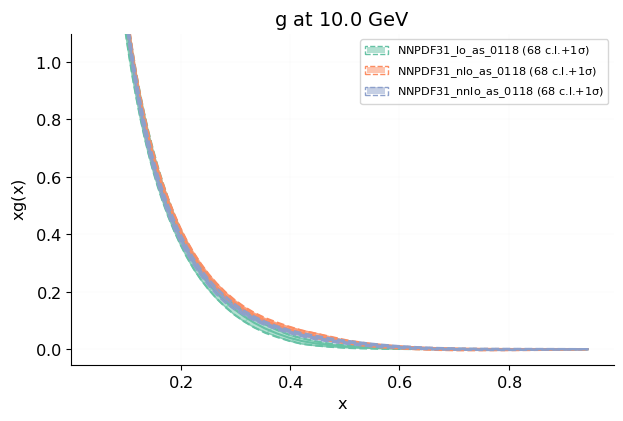 g at 10.0 GeV
NNPDF31_lo_as_0118 (68 c.l.+1σ)
NNPDF31_nlo_as_0118 (68 c.l.+1σ)
NNPDF31_nnlo_as_0118 (68 c.l.+1σ)
xg(x)
1.0
0.8
0.6
0.4
0.2
0.0
0.2 0.4 0.6 0.8
x